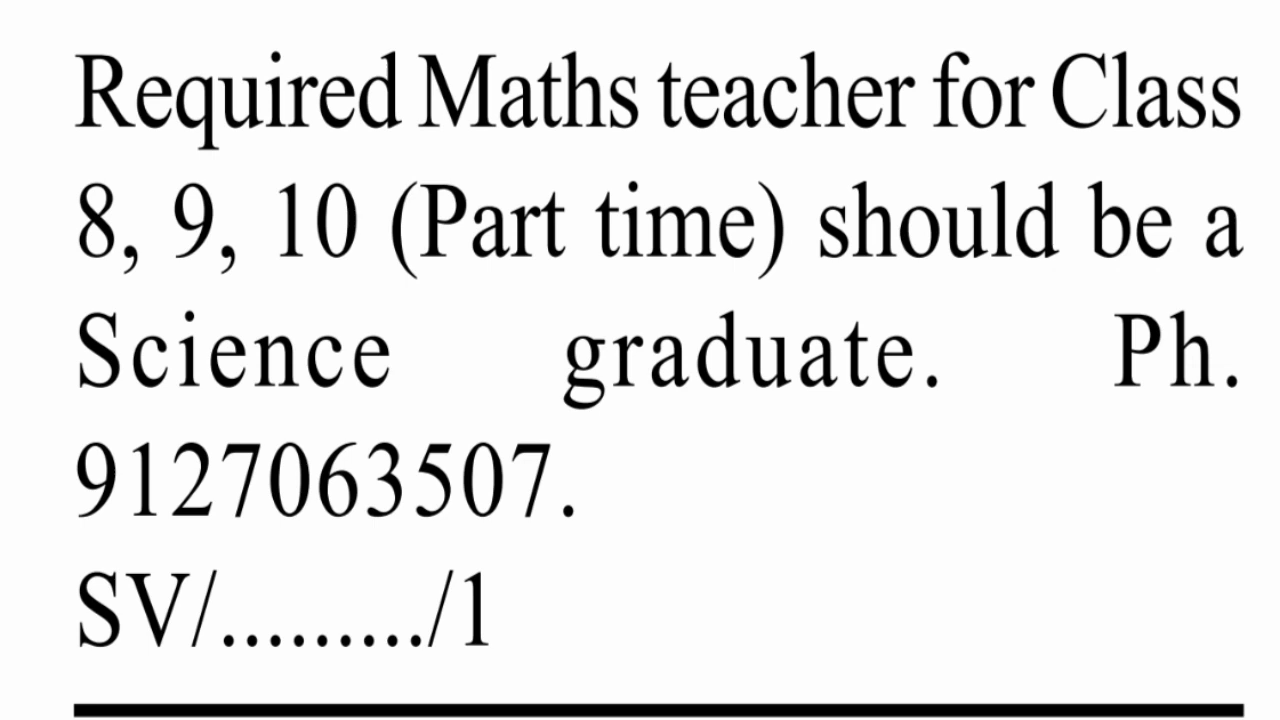 Required Maths teacher for Class
8, 9, 10 (Part time) should be a
Science graduate. Ph.
9127063507.
SV/........./1